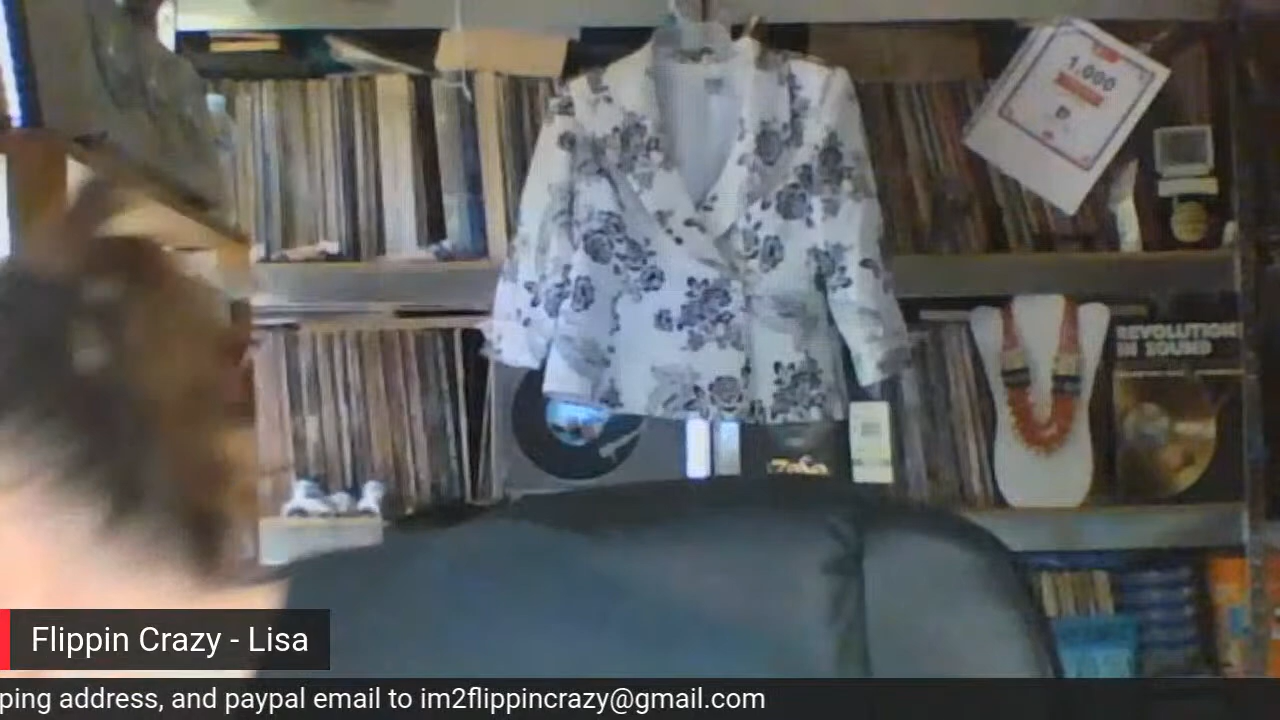 1,000
REVOLUTION
IN SOUND
Flippin Crazy - Lisa
ping address, and paypal email to im2flippincrazy@gmail.com